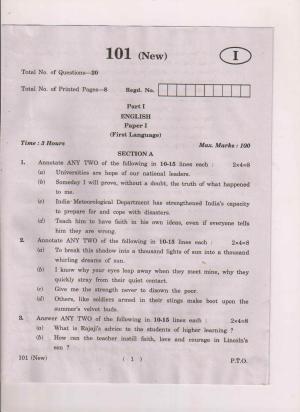 101 (New)
I
Total No. of Questions—20
Total No. of Printed Pages—8 Regd. No.
Part I
ENGLISH
Paper I
(First Language)
Time : 3 Hours Max. Marks : 100
SECTION A
1. Annotate ANY TWO of the following in 10-15 lines each : 2×4=8
(a) Universities are hope of our national leaders.
(b) Someday I will prove, without a doubt, the truth of what happened
to me.
(c) India Meteorological Department has strengthened India's capacity
to prepare for and cope with disasters.
(d) Teach him to have faith in his own ideas, even if everyone tells
him they are wrong.
2. Annotate ANY TWO of the following in 10-15 lines each : 2×4=8
(a) To break this shadow into a thousand lights of sun into a thousand
whirling dreams of sun.
(b) I know why your eyes leap away when they meet mine, why they
quickly stray from their quiet contact.
(c) Give me the strength never to disown the poor.
(d) Others, like soldiers armed in their stings make boot upon the
summer's velvet buds.
3. Answer ANY TWO of the following in 10-15 lines each : 2×4=8
(a) What is Rajaji's advice to the students of higher learning ?
(b) How can the teacher instill faith, love and courage in Lincoln's
son ?
101 (New) ( 1 ) P.T.O.